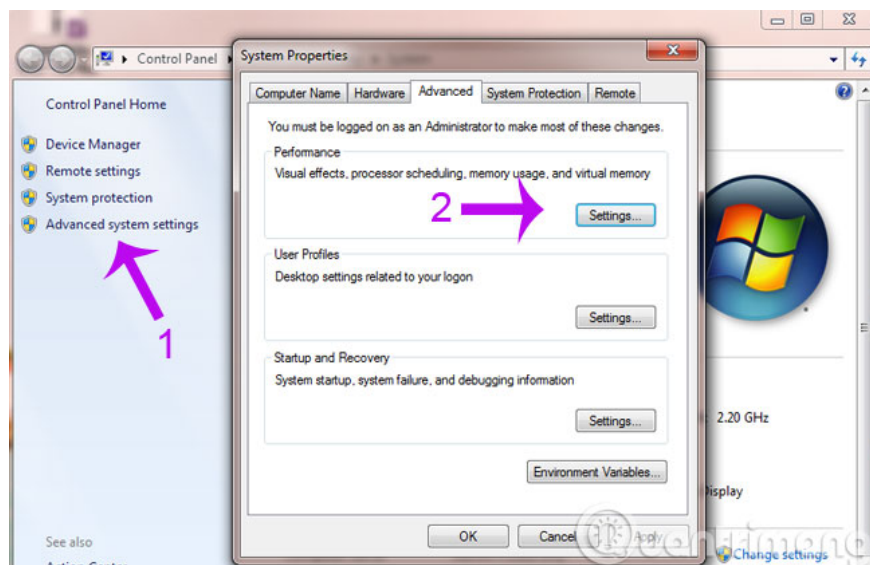 Control Panel
System Properties
Computer Name
Hardware
Advanced
System Protection
Remote
Control Panel Home
Device Manager
Remote settings
System protection
Advanced system settings
1
See also
You must be logged on as an Administrator to make most of these changes.
Performance
Visual effects, processor scheduling, memory usage, and virtual memory
2
Settings...
User Profiles
Desktop settings related to your logon
Settings...
Startup and Recovery
System startup, system failure, and debugging information
Settings...
Environment Variables...
OK
Cancel
Apply
2.20 GHz
Display
Change settings
Quantrimang